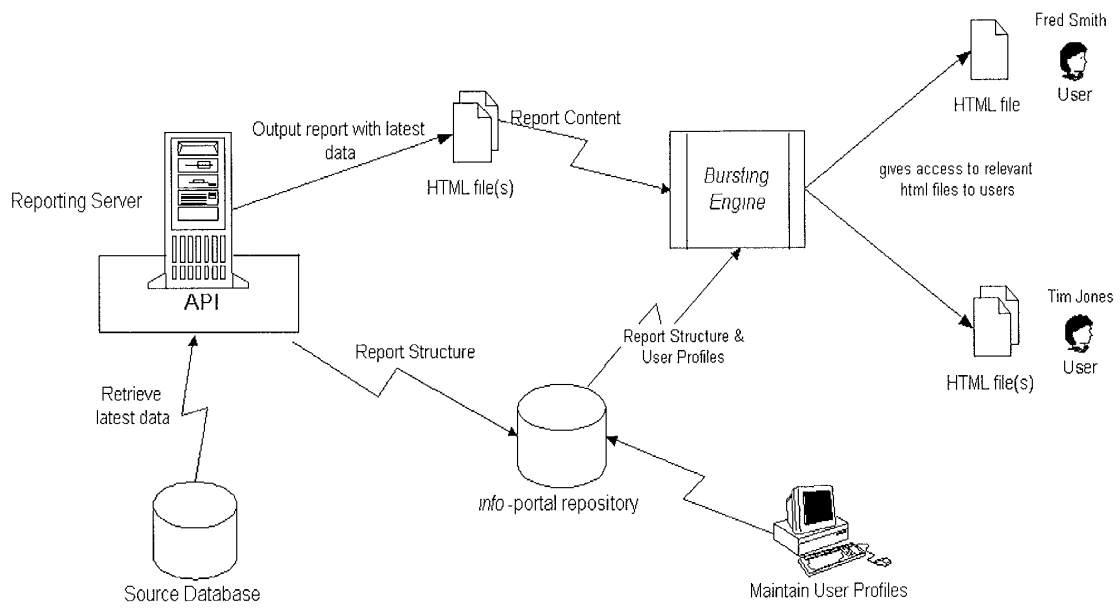 Fred Smith
HTML file
User
Output report with latest
data
Report Content
HTML file(s)
Reporting Server
Bursting
Engine
gives access to relevant
html files to users
API
Tim Jones
Report Structure
Report Structure &
User Profiles
HTML file(s)
User
Retrieve
latest data
info-portal repository
Source Database
Maintain User Profiles